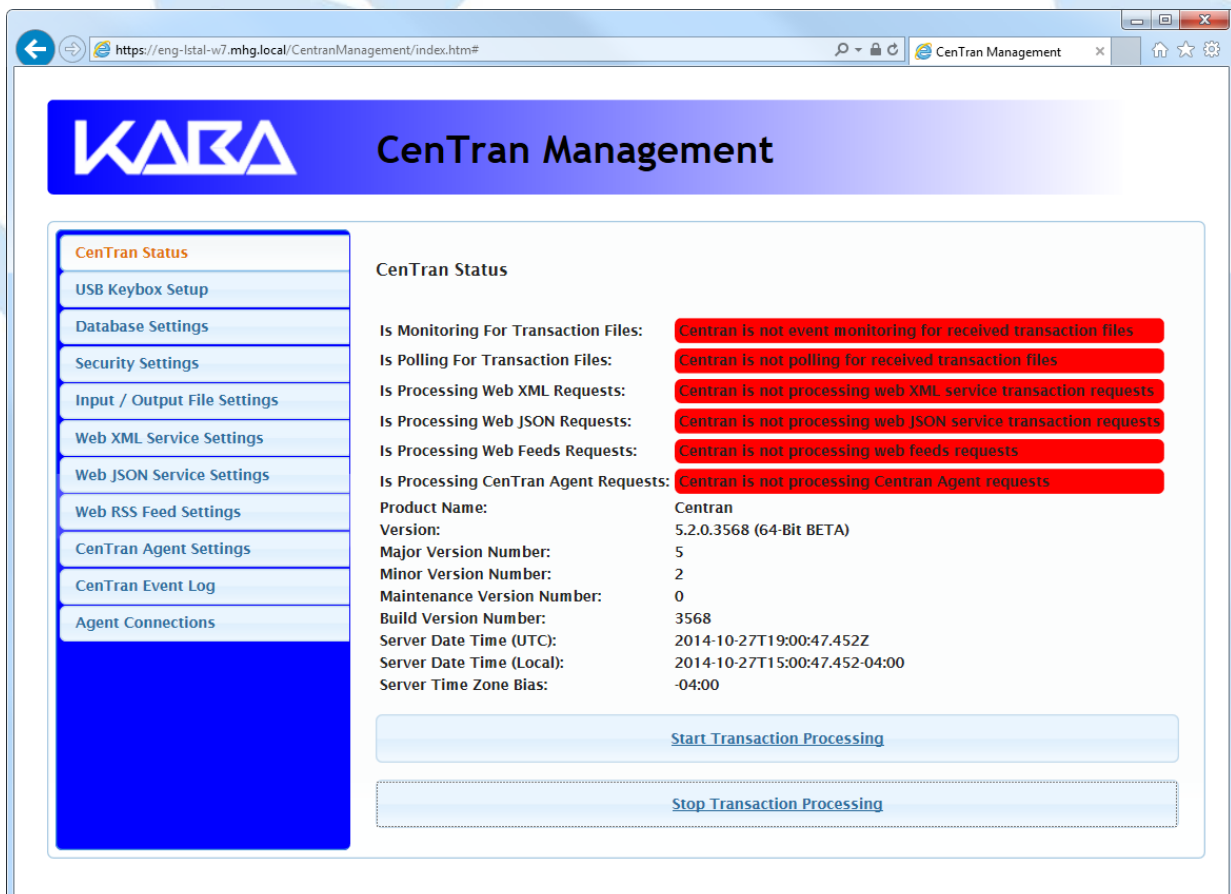 https://eng-lstal-w7.mhg.local/CentranManagement/index.htm#
CenTran Management
KABA
CenTran Management
CenTran Status
USB Keybox Setup
Database Settings
Security Settings
Input / Output File Settings
Web XML Service Settings
Web JSON Service Settings
Web RSS Feed Settings
CenTran Agent Settings
CenTran Event Log
Agent Connections
CenTran Status
Is Monitoring For Transaction Files: Centran is not event monitoring for received transaction files
Is Polling For Transaction Files: Centran is not polling for received transaction files
Is Processing Web XML Requests: Centran is not processing web XML service transaction requests
Is Processing Web JSON Requests: Centran is not processing web JSON service transaction requests
Is Processing Web Feeds Requests: Centran is not processing web feeds requests
Is Processing CenTran Agent Requests: Centran is not processing Centran Agent requests
Product Name: Centran
Version: 5.2.0.3568 (64-Bit BETA)
Major Version Number: 5
Minor Version Number: 2
Maintenance Version Number: 0
Build Version Number: 3568
Server Date Time (UTC): 2014-10-27T19:00:47.452Z
Server Date Time (Local): 2014-10-27T15:00:47.452-04:00
Server Time Zone Bias: -04:00
Start Transaction Processing
Stop Transaction Processing